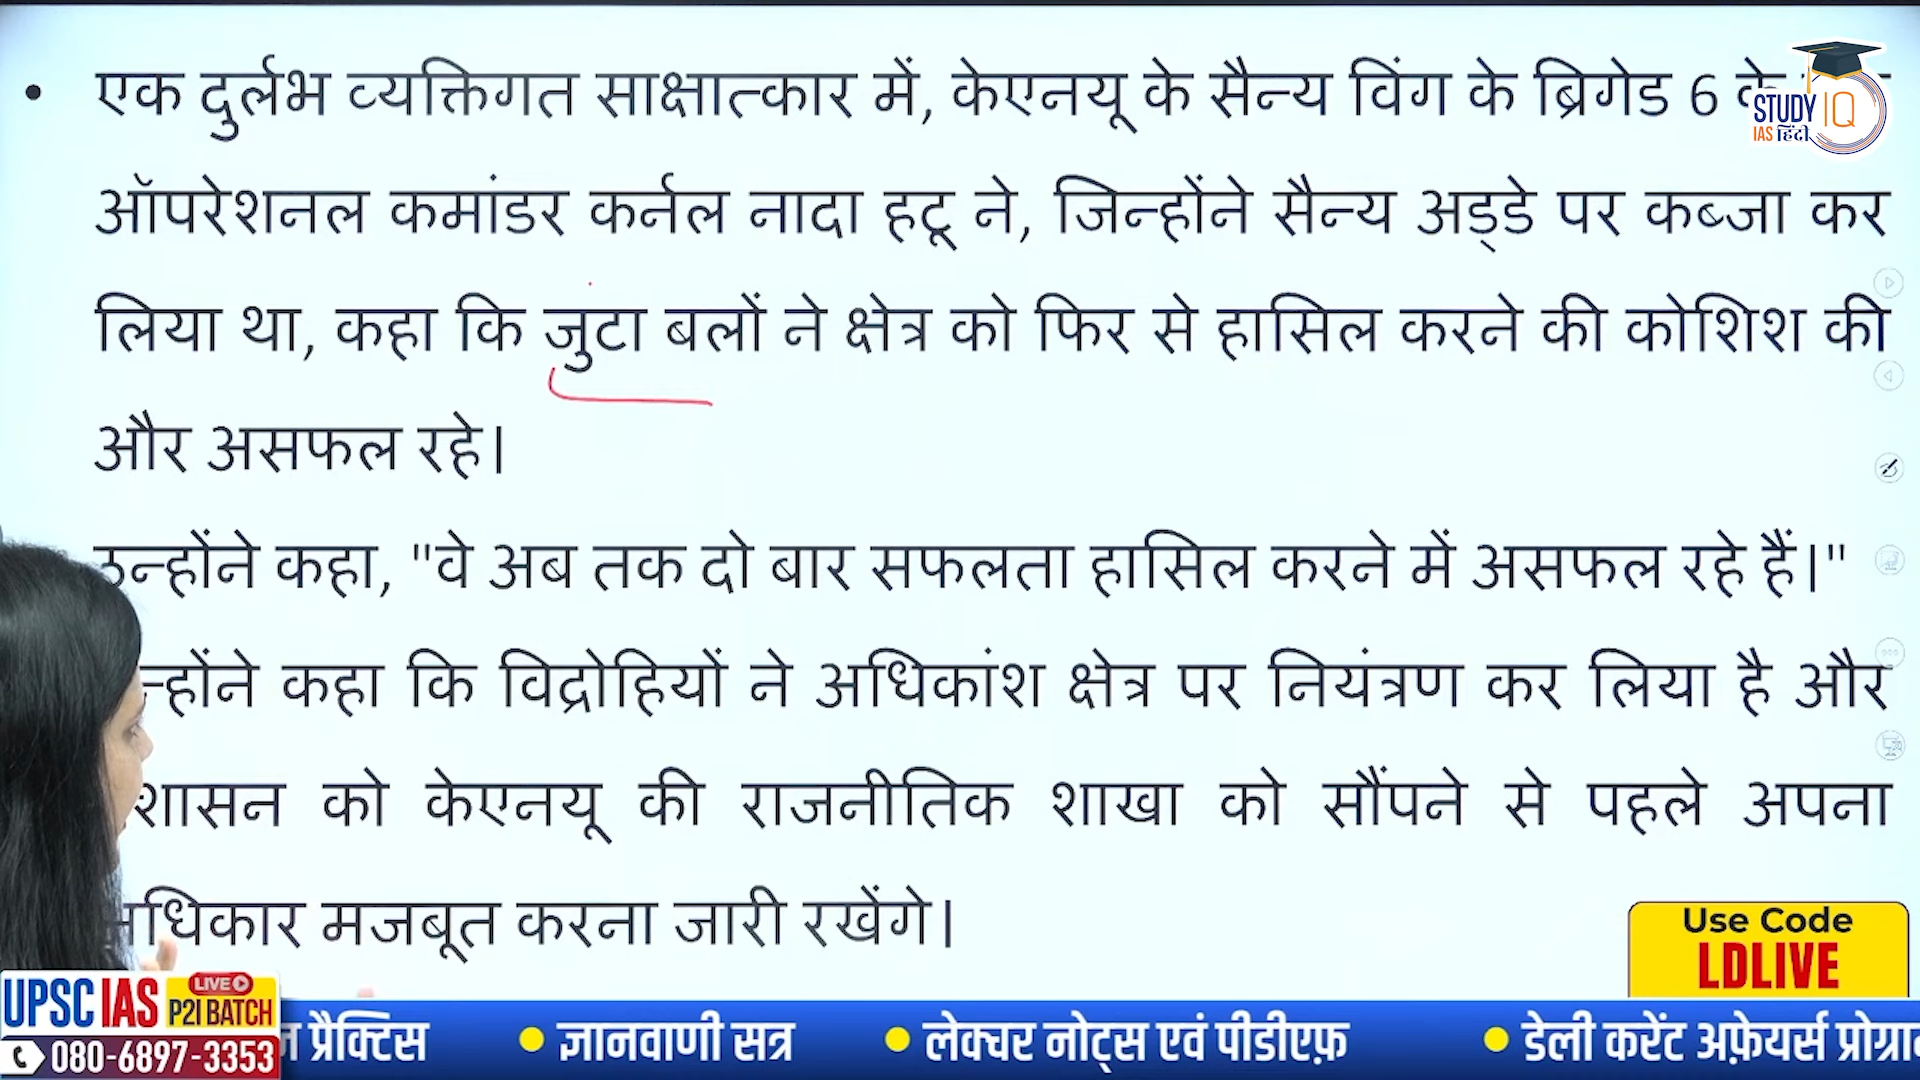 • एक दुर्लभ व्यक्तिगत साक्षात्कार में, केएनयू के सैन्य विंग के ब्रिगेड 6 के
ऑपरेशनल कमांडर कर्नल नादा हटू ने, जिन्होंने सैन्य अड्डे पर कब्जा कर
लिया था, कहा कि जुटा बलों ने क्षेत्र को फिर से हासिल करने की कोशिश की
और असफल रहे।
उन्होंने कहा, "वे अब तक दो बार सफलता हासिल करने में असफल रहे हैं।"
कहा कि विद्रोहियों ने अधिकांश क्षेत्र पर नियंत्रण कर लिया है और
को केएनयू की राजनीतिक शाखा को सौंपने से पहले अपना
मजबूत करना जारी रखेंगे।
STUDY IQ
IAS हिंदी
Use Code
LDLIVE
UPSC IAS LIVE P2I BATCH
080-6897-3353
प्रैक्टिस • ज्ञानवाणी सत्र • लेक्चर नोट्स एवं पीडीएफ़ • डेली करेंट अफ़ेयर्स